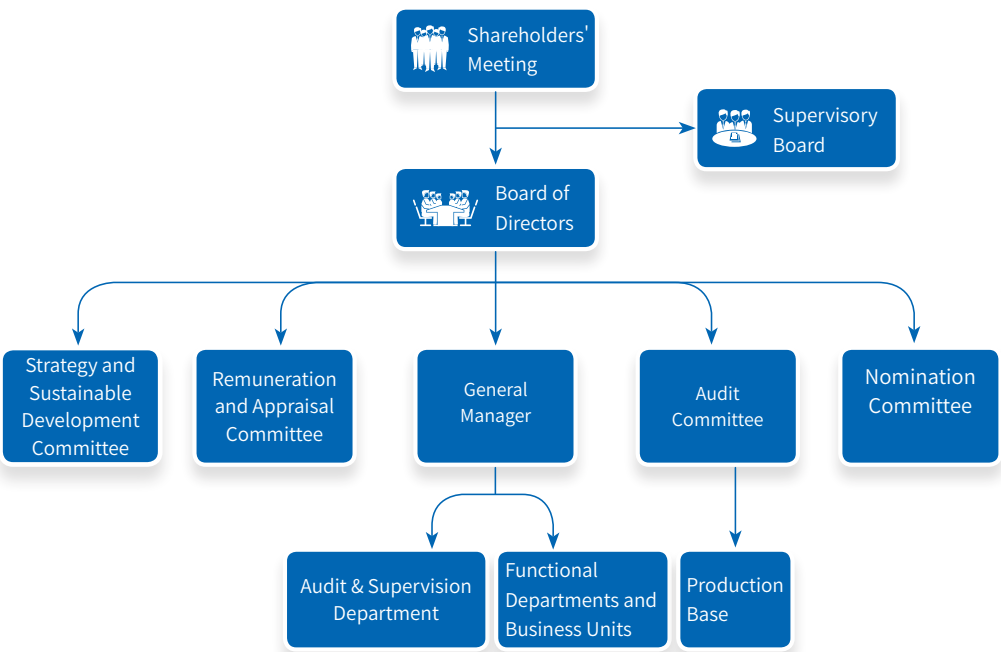 Shareholders'
Meeting
Supervisory
Board
Board of
Directors
Strategy and
Sustainable
Development
Committee
Remuneration
and Appraisal
Committee
General
Manager
Audit
Committee
Nomination
Committee
Audit & Supervision
Department
Functional
Departments and
Business Units
Production
Base